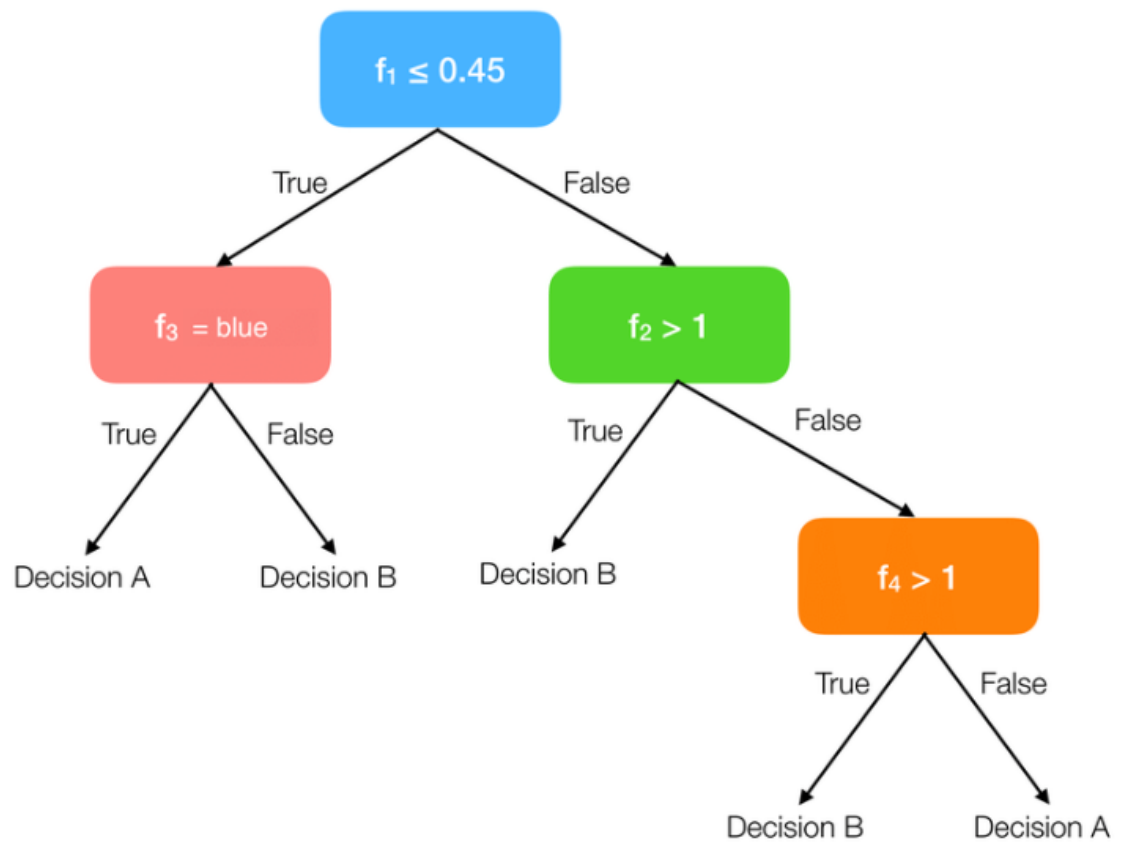 f₁ ≤ 0.45
True
False
f₃ = blue
f₂ > 1
True
False
True
False
Decision A
Decision B
Decision B
f₄ > 1
True
False
Decision B
Decision A